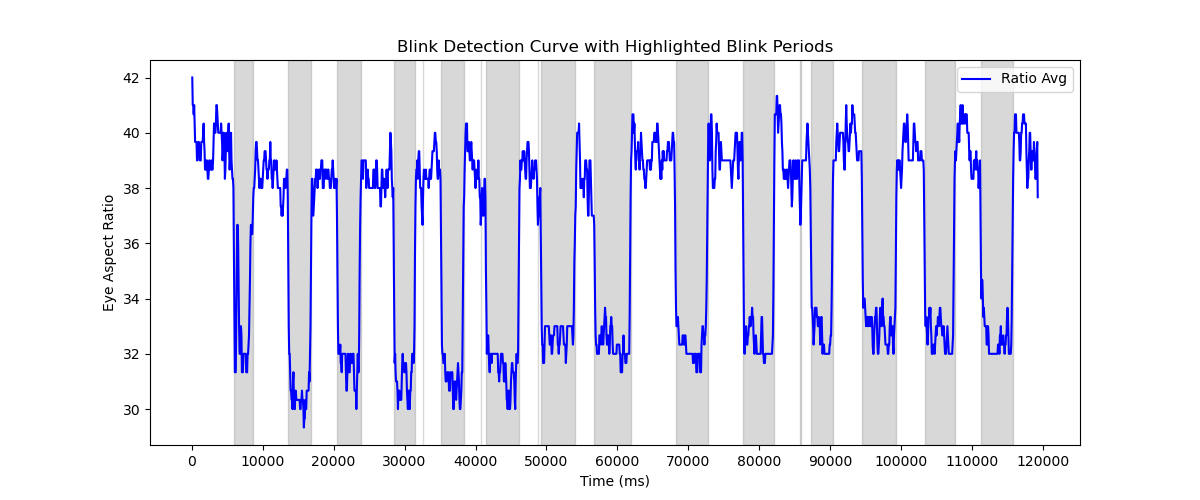 Blink Detection Curve with Highlighted Blink Periods
Ratio Avg
Eye Aspect Ratio
42
40
38
36
34
32
30
0 10000 20000 30000 40000 50000 60000 70000 80000 90000 100000 110000 120000
Time (ms)